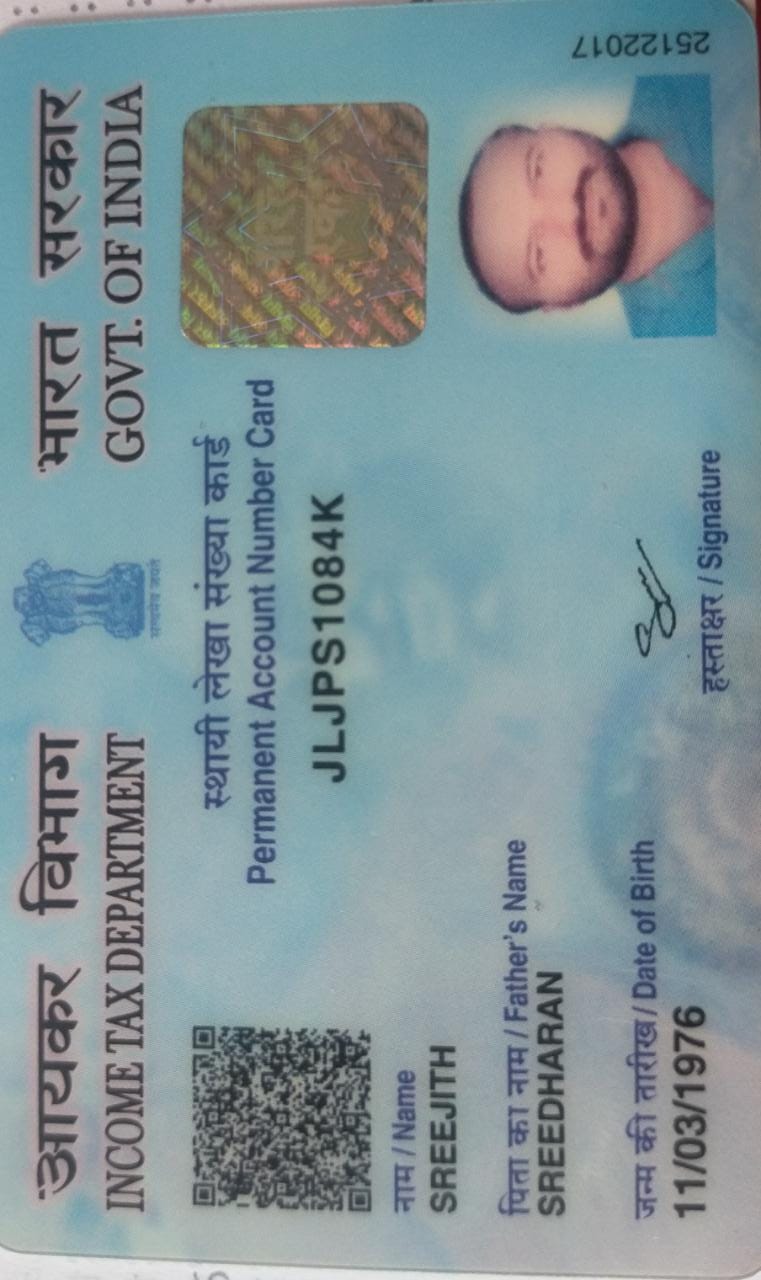 आयकर विभाग
INCOME TAX DEPARTMENT
सत्यमेव जयते
भारत सरकार
GOVT. OF INDIA
स्थायी लेखा संख्या कार्ड
Permanent Account Number Card
JLJPS1084K
नाम / Name
SREEJITH
पिता का नाम / Father's Name
SREEDHARAN
जन्म की तारीख / Date of Birth
11/03/1976
हस्ताक्षर / Signature
25122017